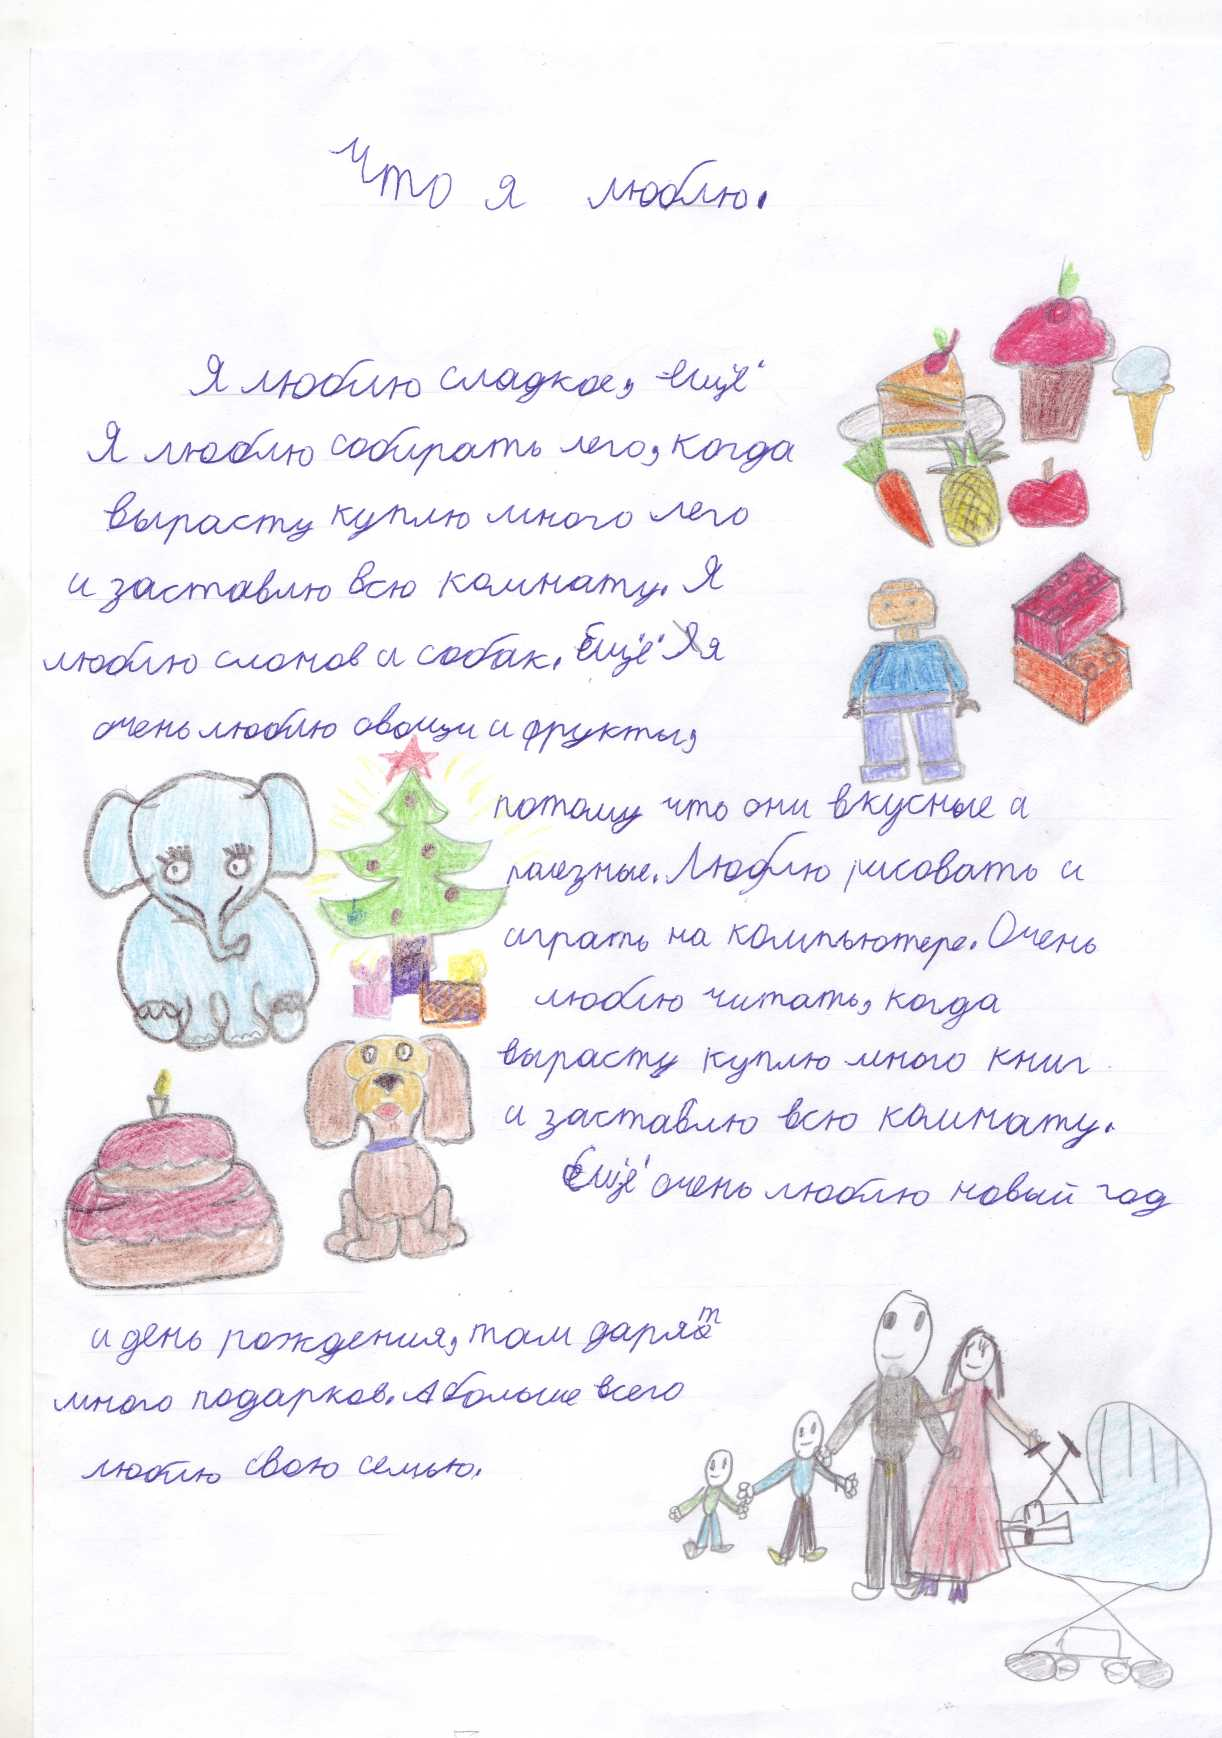 Что я люблю.
Я люблю сладкое, ещё
Я люблю собирать лего, когда
вырасту куплю много лего
и заставлю всю комнату. Я
люблю слонов и собак. Ещё я
очень люблю овощи и фрукты,
потому что они вкусные и
полезные. Люблю рисовать и
играть на компьютере. Очень
люблю читать, когда
вырасту куплю много книг
и заставлю всю комнату.
Ещё очень люблю новый год
и день рождения, там дарят
много подарков. А больше всего
люблю свою семью.